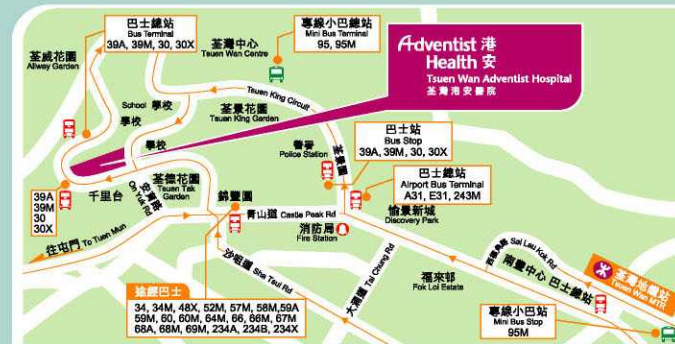 巴士總站
Bus Terminal
39A, 39M, 30, 30X
荃威花園
Allway Garden
荃灣中心
Tsuen Wan Centre
專線小巴總站
Mini Bus Terminal
95, 95M
Adventist 港
Health 安
Tsuen Wan Adventist Hospital
荃灣港安醫院
School 學校
學校
學校
荃景花園
Tsuen King Garden
Tsuen King Circuit
荃景圍
警署
Police Station
巴士站
Bus Stop
39A, 39M, 30, 30X
巴士總站
Airport Bus Terminal
A31, E31, 243M
39A
39M
30
30X
千里台
安育路
On Yuk Rd
荃德花園
Tsuen Tak
Garden
錦豐園
青山道 Castle Peak Rd
愉景新城
Discovery Park
往屯門 To Tuen Mun
消防局
Fire Station
沙咀道 Sha Tsui Rd
大涌道 Tai Chung Rd
福來邨
Fok Loi Estate
西樓角路 Sai Lau Kok Rd
南豐中心 巴士總站
荃灣地鐵站
Tsuen Wan MTR
途經巴士
34, 34M, 48X, 52M, 57M, 58M,59A
59M, 60, 60M, 64M, 66, 66M, 67M
68A, 68M, 69M, 234A, 234B, 234X
專線小巴站
Mini Bus Stop
95M